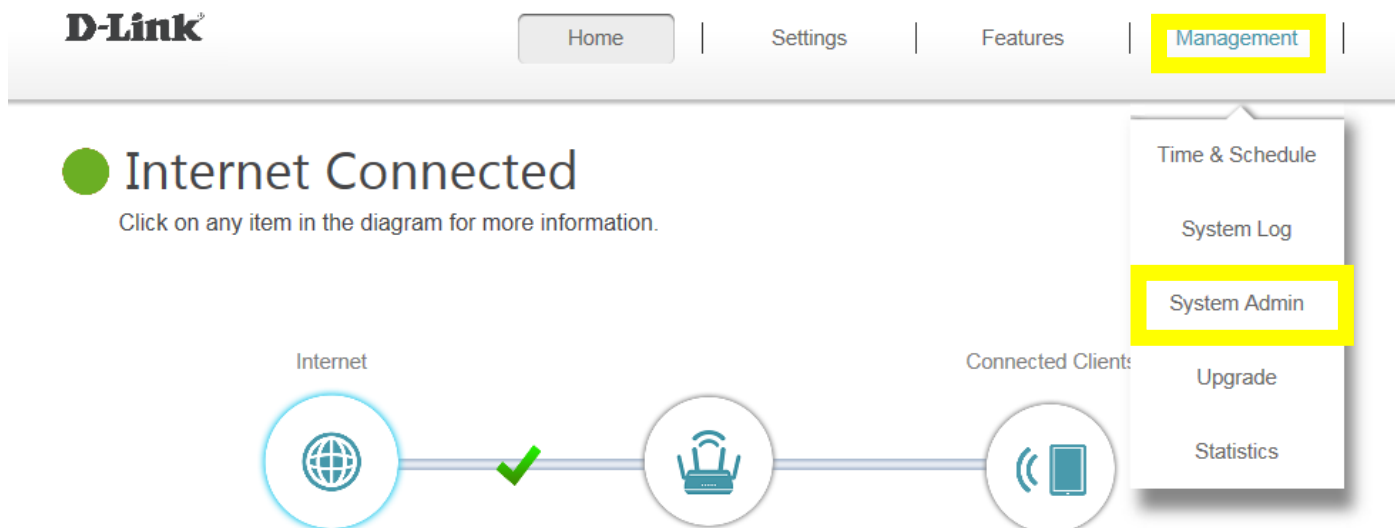 D-Link
Home
Settings
Features
Management
Time & Schedule
System Log
System Admin
Upgrade
Statistics
Internet Connected
Click on any item in the diagram for more information.
Internet
Connected Clients